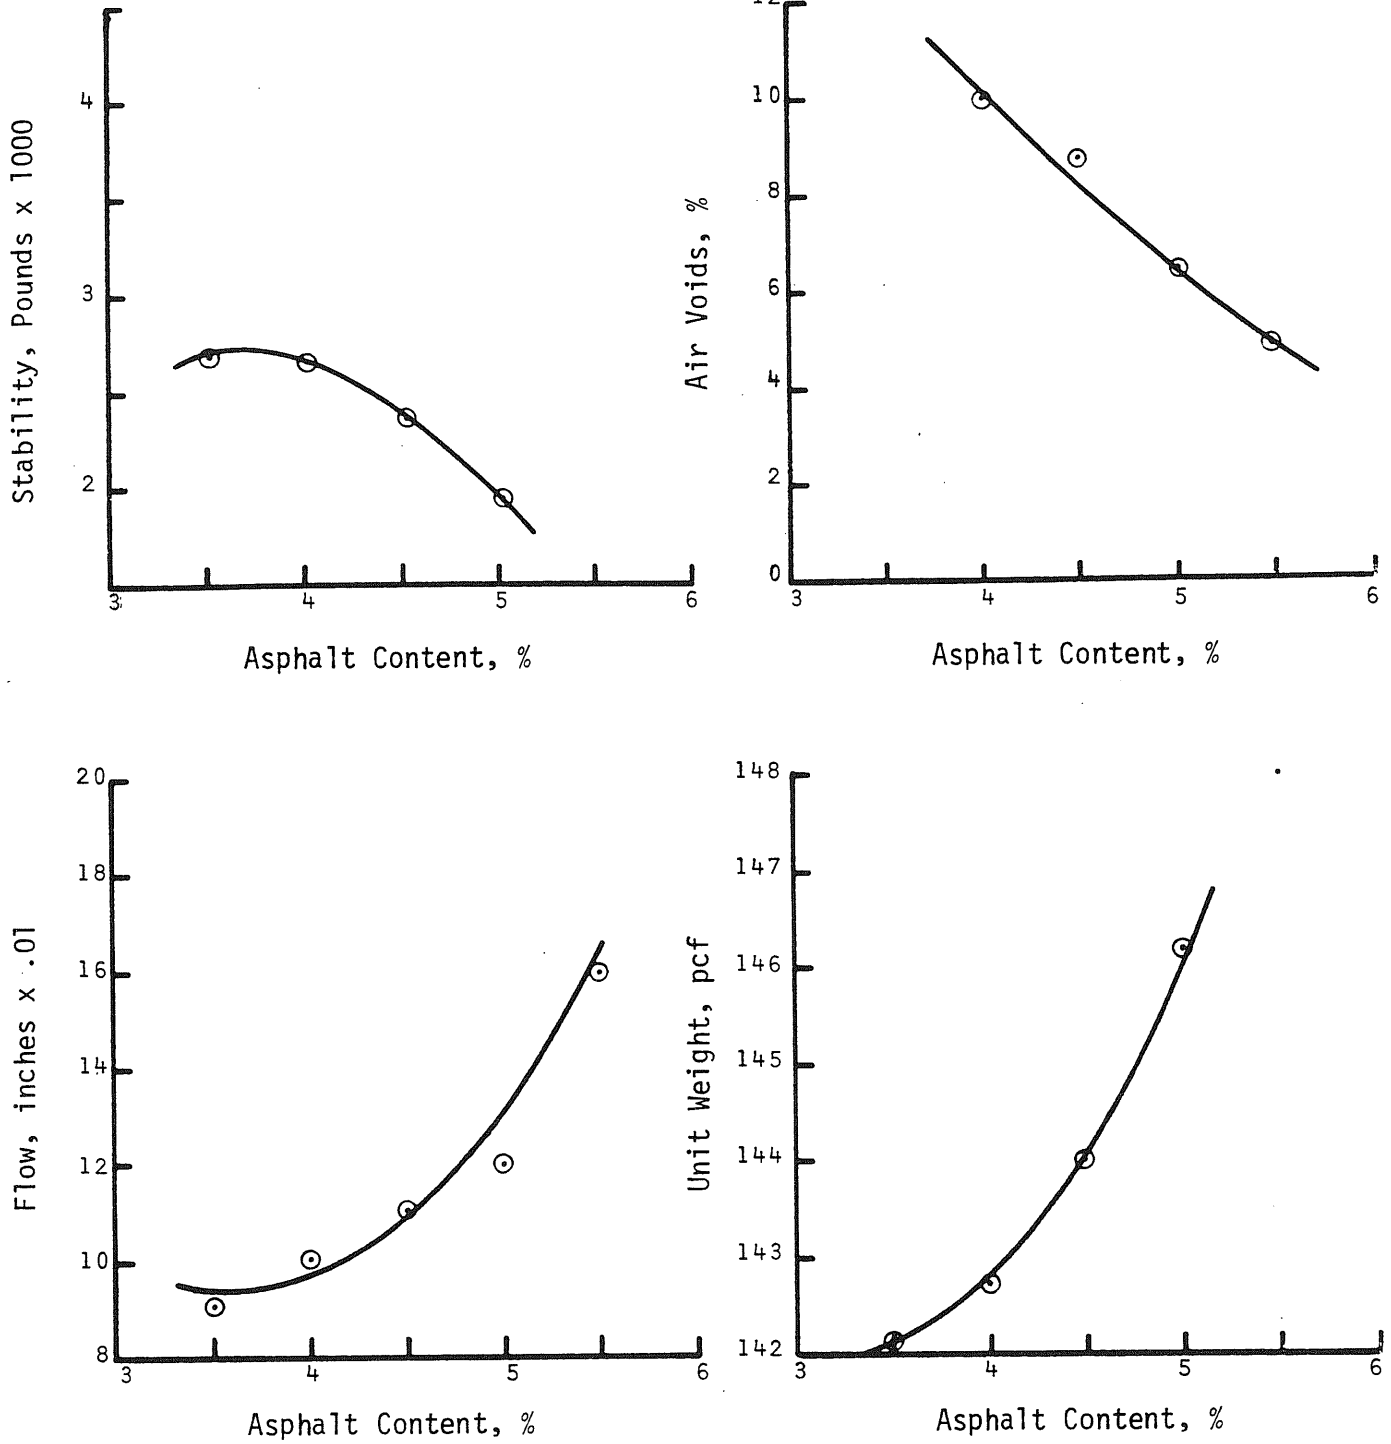 Stability, Pounds x 1000
4
3
2
3 4 5 6
Asphalt Content, %
Air Voids, %
12
10
8
6
4
2
0
3 4 5 6
Asphalt Content, %
Flow, inches x .01
20
18
16
14
12
10
8
3 4 5 6
Asphalt Content, %
Unit Weight, pcf
148
147
146
145
144
143
142
3 4 5 6
Asphalt Content, %